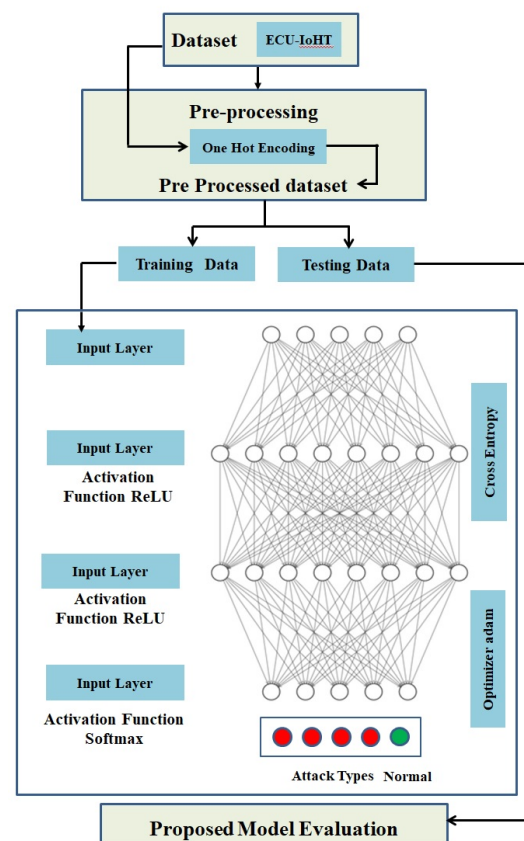 Dataset
ECU-IoHT
Pre-processing
One Hot Encoding
Pre Processed dataset
Training Data
Testing Data
Input Layer
Input Layer
Activation
Function ReLU
Input Layer
Activation
Function ReLU
Input Layer
Activation Function
Softmax
Cross Entropy
Optimizer adam
Attack Types Normal
Proposed Model Evaluation